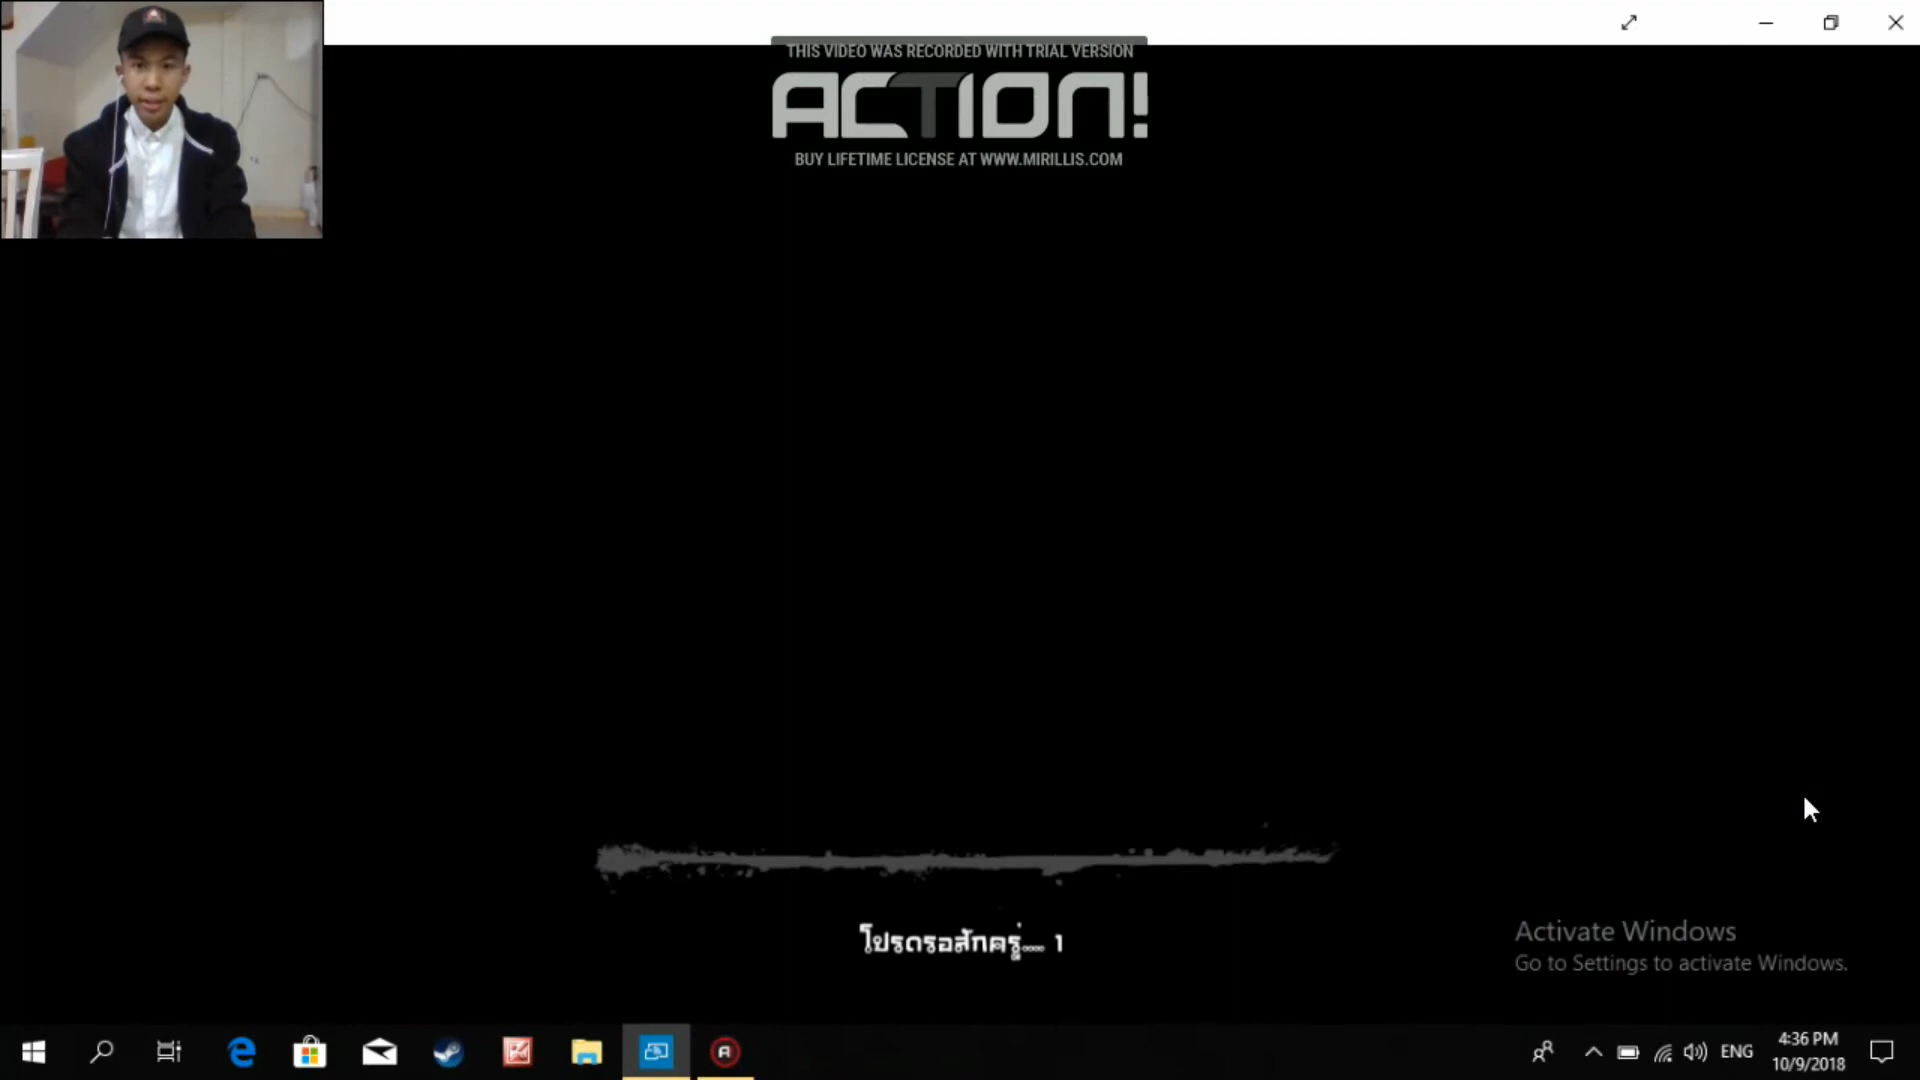 THIS VIDEO WAS RECORDED WITH TRIAL VERSION
ACTION!
BUY LIFETIME LICENSE AT WWW.MIRILLIS.COM
โปรดรอสักครู่..... 1
Activate Windows
Go to Settings to activate Windows.
ENG
4:36 PM
10/9/2018